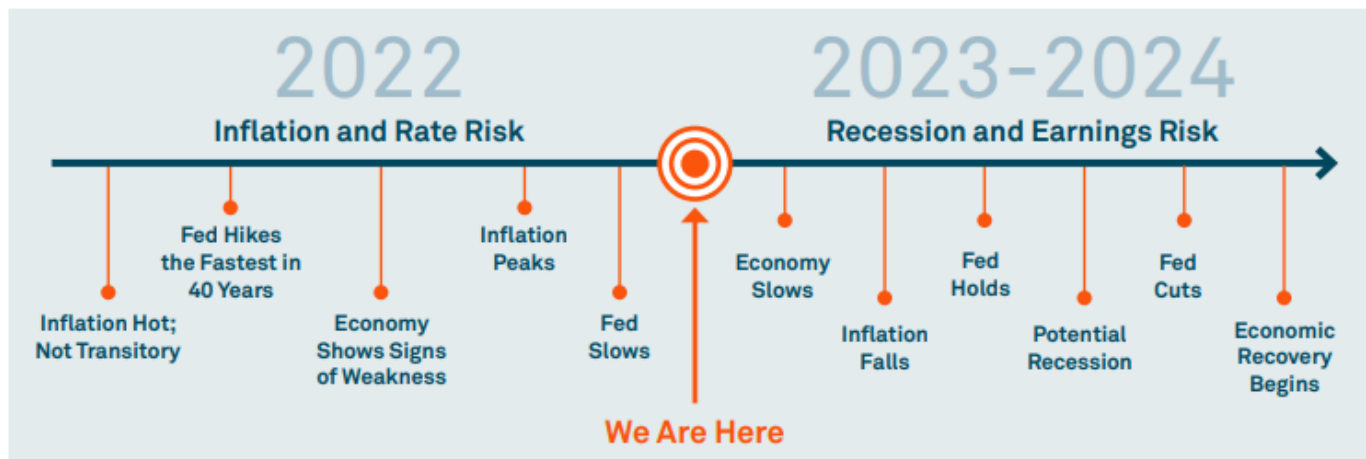 2022
2023-2024
Inflation and Rate Risk
Recession and Earnings Risk
Inflation Hot;
Not Transitory
Fed Hikes
the Fastest in
40 Years
Economy
Shows Signs
of Weakness
Inflation
Peaks
Fed
Slows
We Are Here
Economy
Slows
Inflation
Falls
Fed
Holds
Potential
Recession
Fed
Cuts
Economic
Recovery
Begins